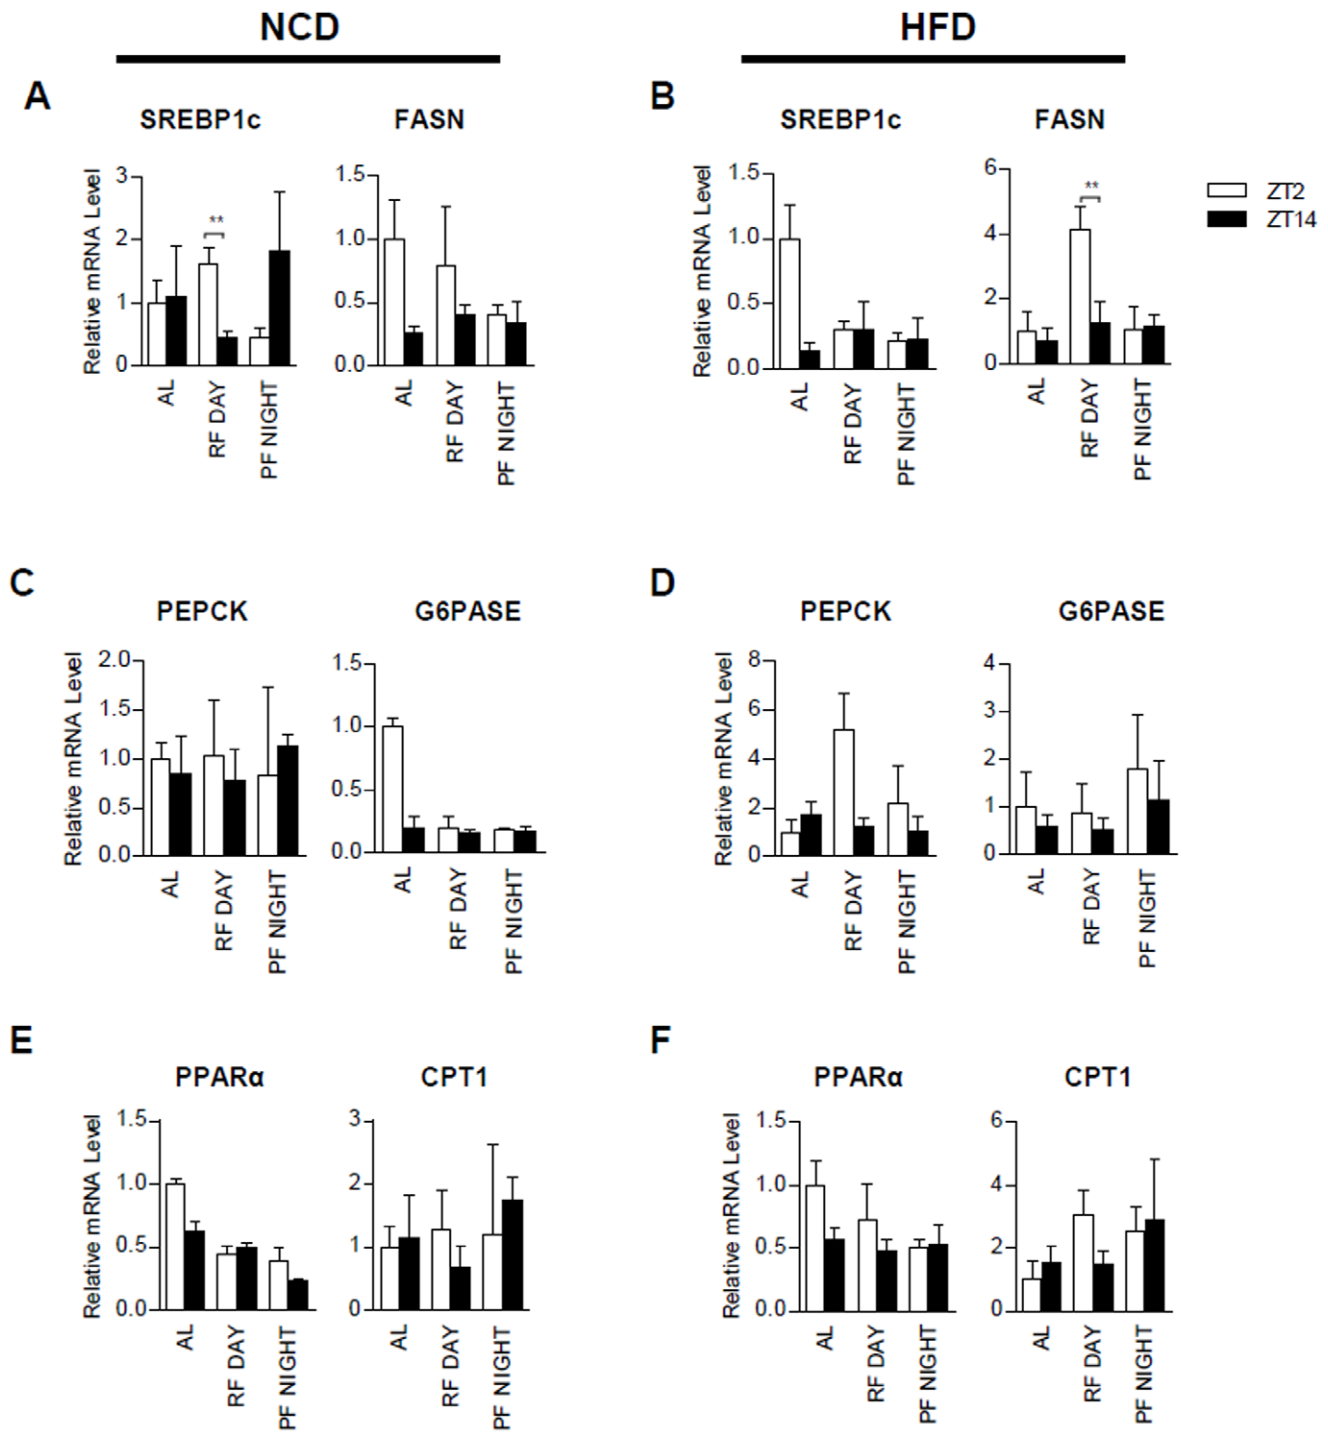 NCD HFD
A B
SREBP1c FASN SREBP1c FASN
Relative mRNA Level
3
2
1
0
**
AL
RF DAY
PF NIGHT
1.5
1.0
0.5
0.0
AL
RF DAY
PF NIGHT
Relative mRNA Level
1.5
1.0
0.5
0.0
AL
RF DAY
PF NIGHT
6
4
2
0
**
AL
RF DAY
PF NIGHT
ZT2
ZT14
C D
PEPCK G6PASE PEPCK G6PASE
Relative mRNA Level
2.0
1.5
1.0
0.5
0.0
AL
RF DAY
PF NIGHT
1.5
1.0
0.5
0.0
AL
RF DAY
PF NIGHT
Relative mRNA Level
8
6
4
2
0
AL
RF DAY
PF NIGHT
4
3
2
1
0
AL
RF DAY
PF NIGHT
E F
PPARα CPT1 PPARα CPT1
Relative mRNA Level
1.5
1.0
0.5
0.0
AL
RF DAY
PF NIGHT
3
2
1
0
AL
RF DAY
PF NIGHT
Relative mRNA Level
1.5
1.0
0.5
0.0
AL
RF DAY
PF NIGHT
6
4
2
0
AL
RF DAY
PF NIGHT